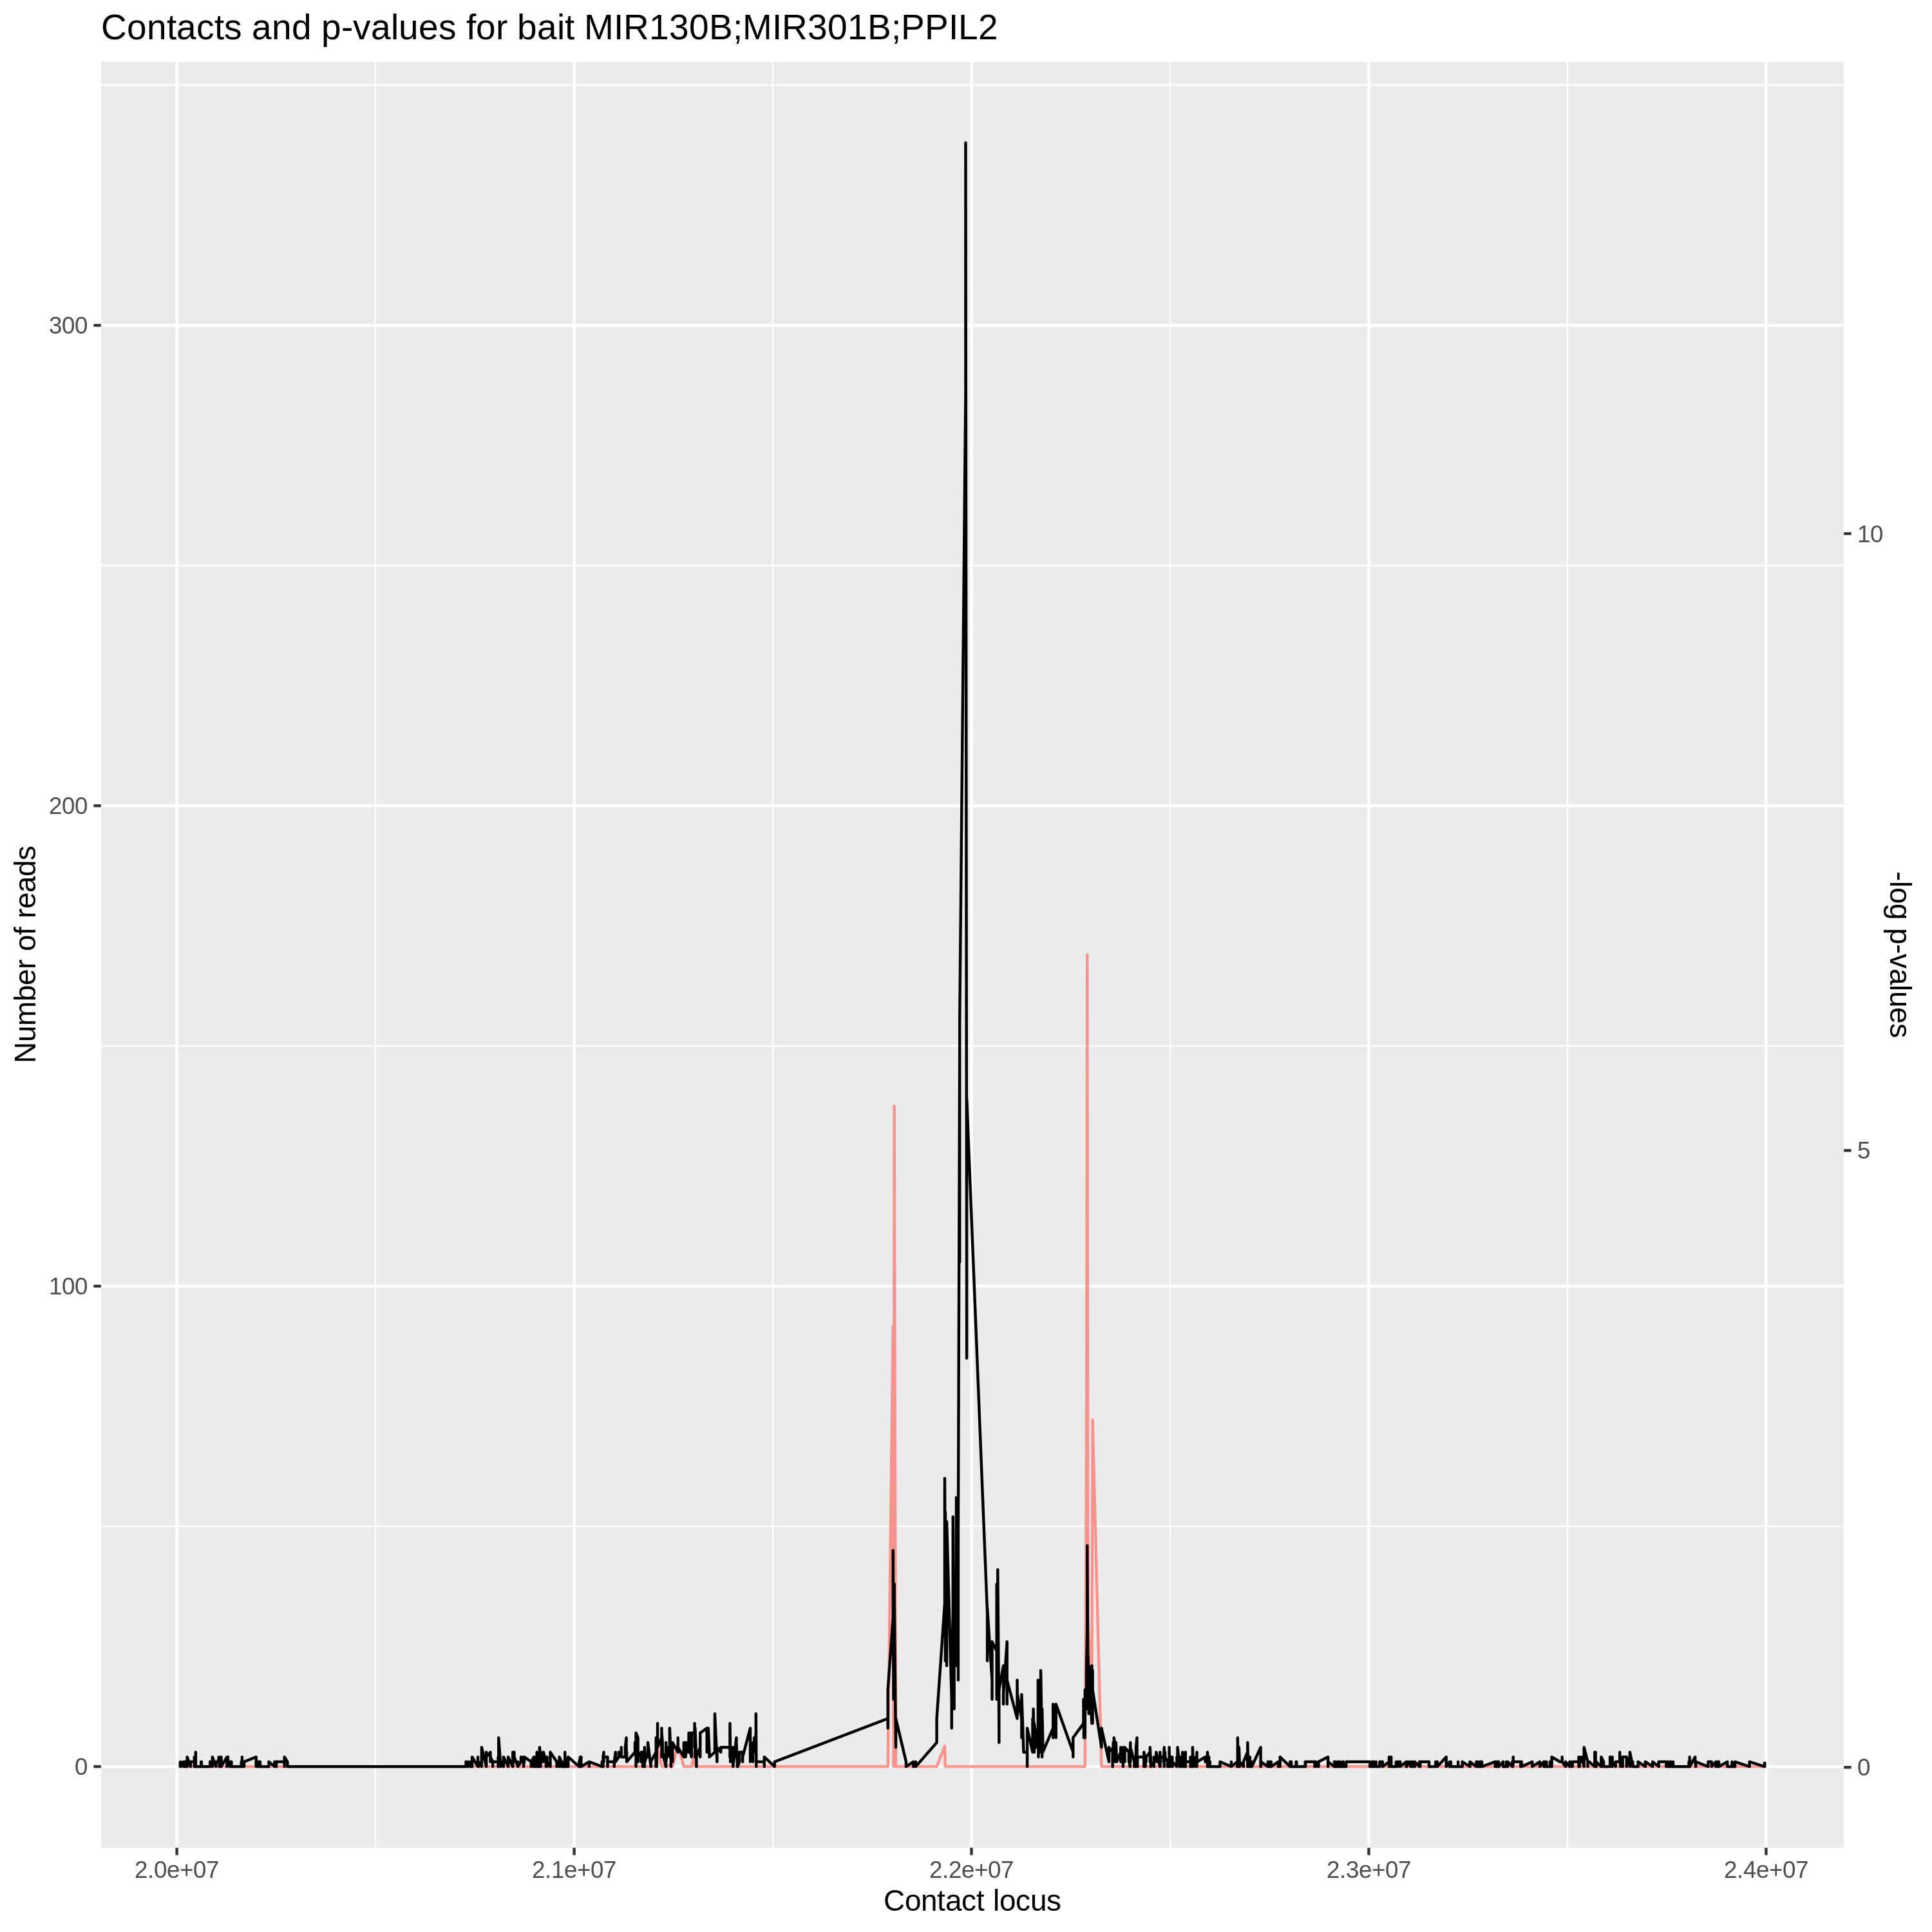 Contacts and p-values for bait MIR130B;MIR301B;PPIL2
Number of reads
300
200
100
0
10
5
0
-log p-values
2.0e+07
2.1e+07
2.2e+07
2.3e+07
2.4e+07
Contact locus